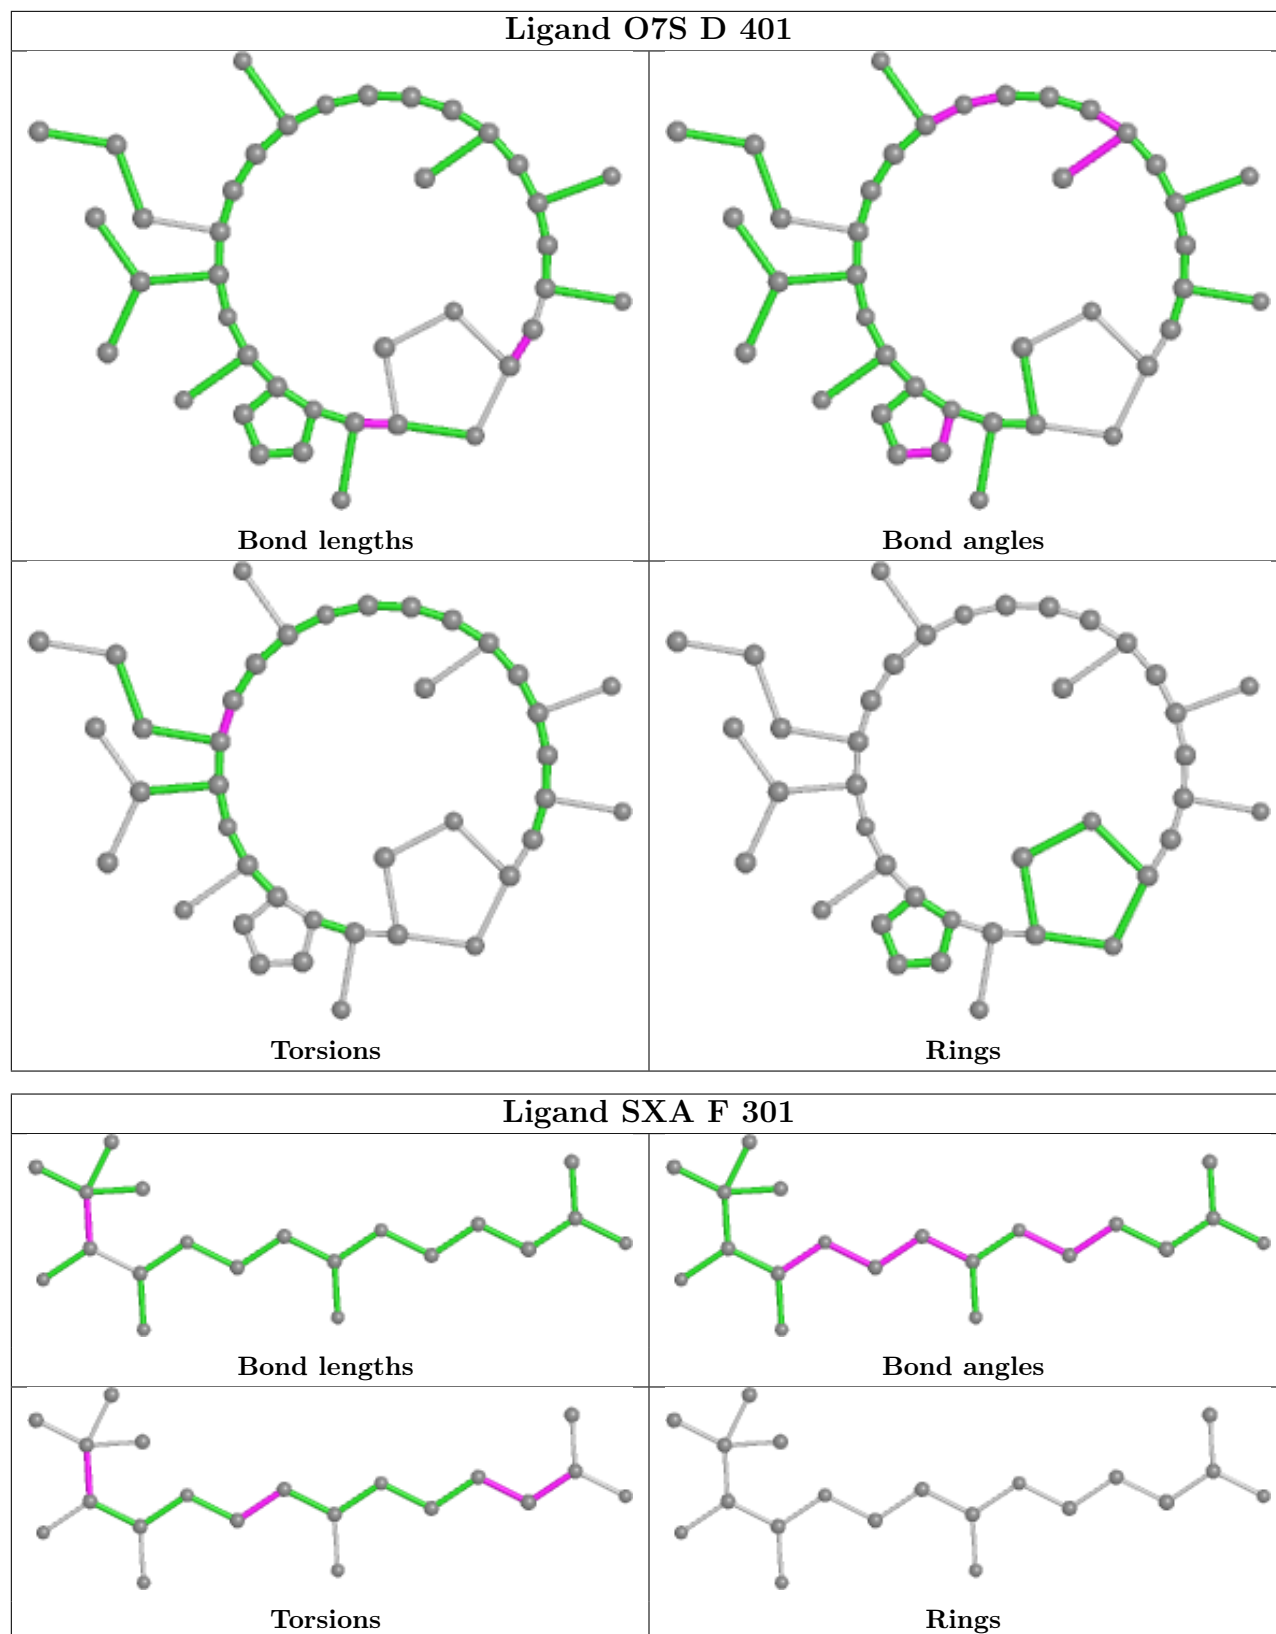 Ligand O7S D 401
Bond lengths
Bond angles
Torsions
Rings
Ligand SXA F 301
Bond lengths
Bond angles
Torsions
Rings